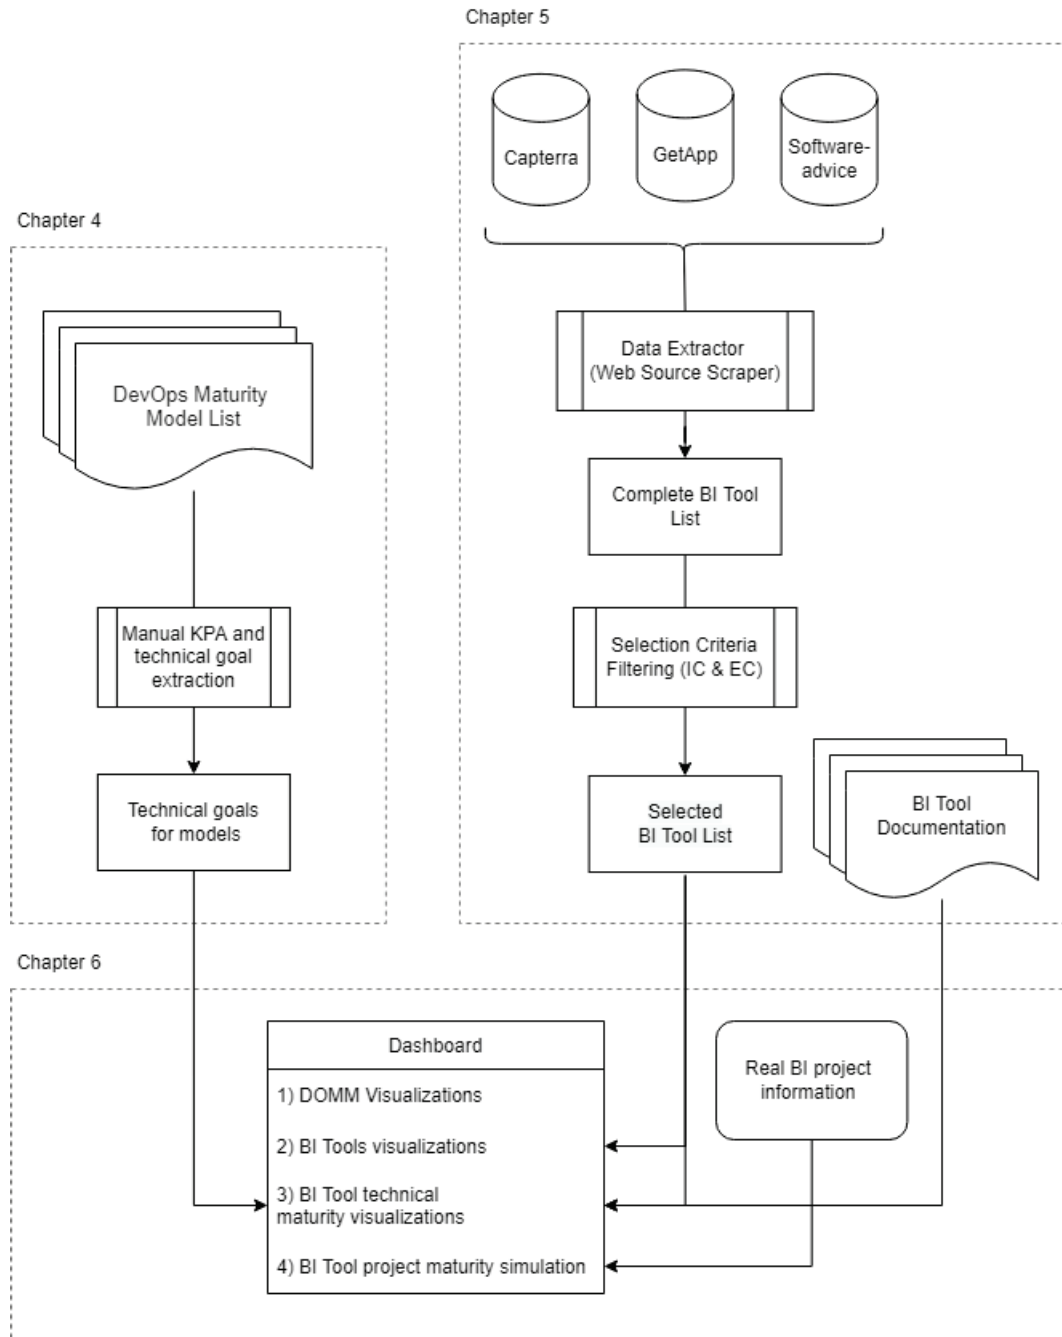 Chapter 5
Capterra
GetApp
Software-
advice
Chapter 4
DevOps Maturity
Model List
Data Extractor
(Web Source Scraper)
Complete BI Tool
List
Manual KPA and
technical goal
extraction
Selection Criteria
Filtering (IC & EC)
Technical goals
for models
Selected
BI Tool List
BI Tool
Documentation
Chapter 6
Dashboard
1) DOMM Visualizations
2) BI Tools visualizations
3) BI Tool technical
maturity visualizations
4) BI Tool project maturity simulation
Real BI project
information